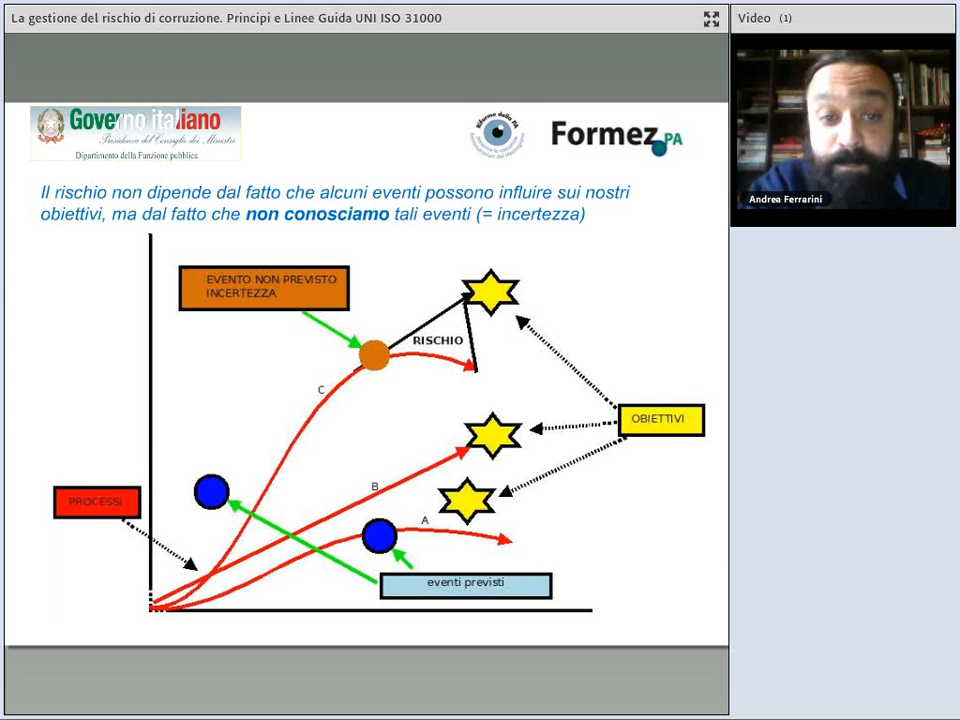 La gestione del rischio di corruzione. Principi e Linee Guida UNI ISO 31000
Video (1)
Governo italiano
Presidenza del Consiglio dei Ministri
Dipartimento della Funzione pubblica
Riforme della PA
Formez PA
Andrea Ferrarini
Il rischio non dipende dal fatto che alcuni eventi possono influire sui nostri
obiettivi, ma dal fatto che non conosciamo tali eventi (= incertezza)
EVENTO NON PREVISTO
INCERTEZZA
RISCHIO
C
OBIETTIVI
B
PROCESSI
A
eventi previsti